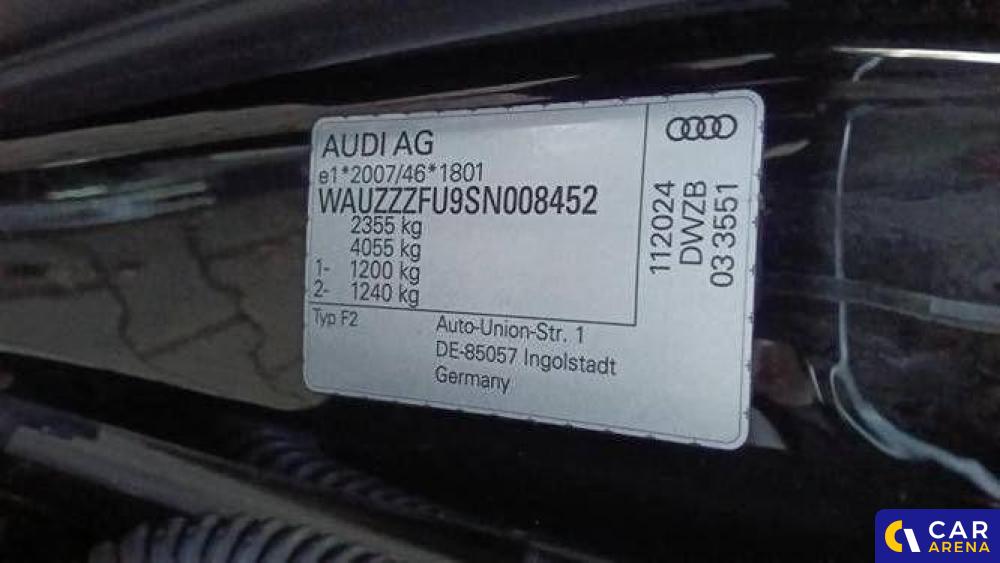 AUDI AG
e1*2007/46*1801
WAUZZZFU9SN008452
2355 kg
4055 kg
1- 1200 kg
2- 1240 kg
Typ F2
Auto-Union-Str. 1
DE-85057 Ingolstadt
Germany
112024
DWZB
03 3551
CAR
ARENA